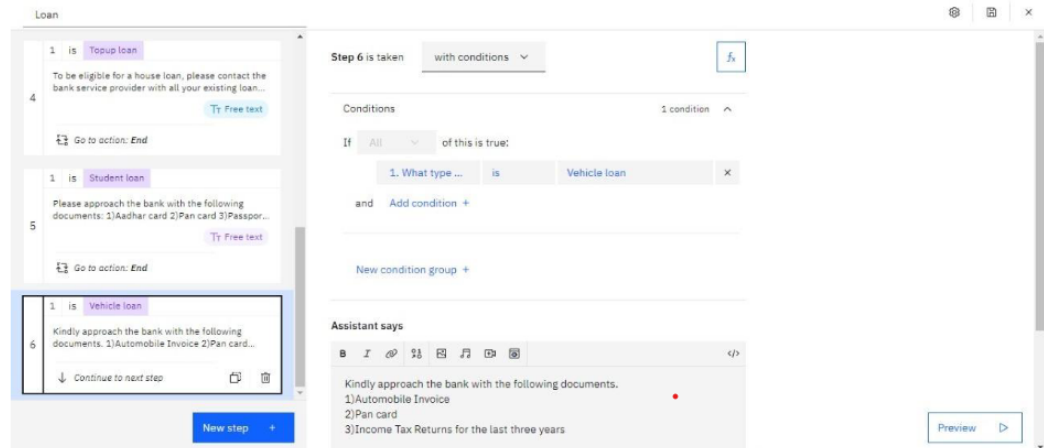 Loan
1 is Topup loan
To be eligible for a house loan, please contact the
bank service provider with all your existing loan...
4
Free text
Go to action: End
1 is Student loan
Please approach the bank with the following
documents: 1)Aadhar card 2)Pan card 3)Passpor...
5
Free text
Go to action: End
1 is Vehicle loan
Kindly approach the bank with the following
documents. 1)Automobile Invoice 2)Pan card...
6
Continue to next step
New step +
Step 6 is taken with conditions
fx
Conditions 1 condition
If All of this is true:
1. What type ... is Vehicle loan
and Add condition +
New condition group +
Assistant says
B I </>
Kindly approach the bank with the following documents.
1)Automobile Invoice
2)Pan card
3)Income Tax Returns for the last three years
Preview